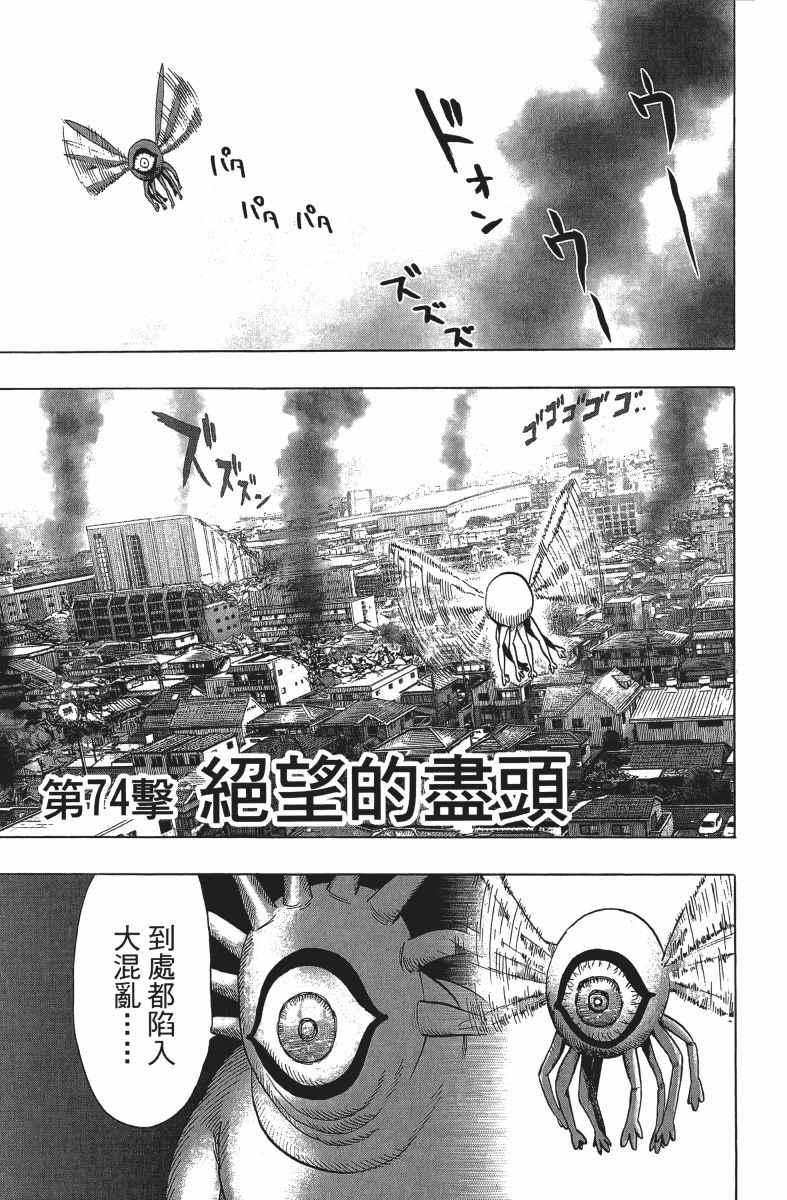 ウー
ウー
ドォン
ズズズ
パタ
パタ
パタ
ゴゴゴゴゴ..
ズズズン
第74擊 絕望的盡頭
到處都陷入
大混亂……